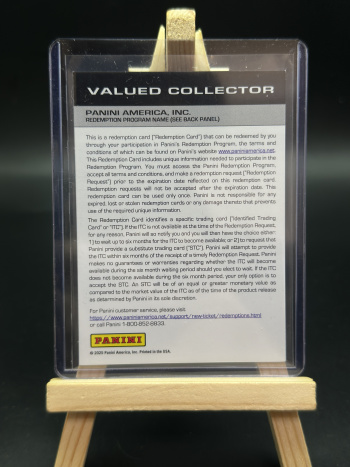 VALUED COLLECTOR
PANINI AMERICA, INC.
REDEMPTION PROGRAM NAME (SEE BACK PANEL)
This is a redemption card ("Redemption Card") that can be redeemed by you
through your participation in Panini's Redemption Program, the terms and
conditions of which can be found on Panini's website www.paniniamerica.net.
This Redemption Card includes unique information needed to participate in the
Redemption Program. You must access the Panini Redemption Program,
accept all terms and conditions, and make a redemption request ("Redemption
Request") prior to the expiration date reflected on this redemption card.
Redemption requests will not be accepted after the expiration date. This
redemption card can be used only once. Panini is not responsible for any
expired, lost or stolen redemption cards or any damage thereto that prevents
use of the required unique information.
The Redemption Card identifies a specific trading card ("Identified Trading
Card" or "ITC"). If the ITC is not available at the time of the Redemption Request,
for any reason, Panini will so notify you and you will then have the choice either:
1) to wait up to six months for the ITC to become available; or 2) to request that
Panini provide a substitute trading card ("STC"). Panini will attempt to provide
the ITC within six months of the receipt of a timely Redemption Request. Panini
makes no guarantees or warranties regarding whether the ITC will become
available during the six month waiting period should you elect to wait. If the ITC
does not become available during the six month period, your only option is to
accept the STC. An STC will be of an equal or greater monetary value as
compared to the market value of the ITC as of the time of the product release
as determined by Panini in its sole discretion.
For Panini customer service, please visit
https://www.paniniamerica.net/support/new-ticket/redemptions.html
or call Panini 1-800-852-8833.
PANINI
© 2020 Panini America, Inc. Printed in the USA.